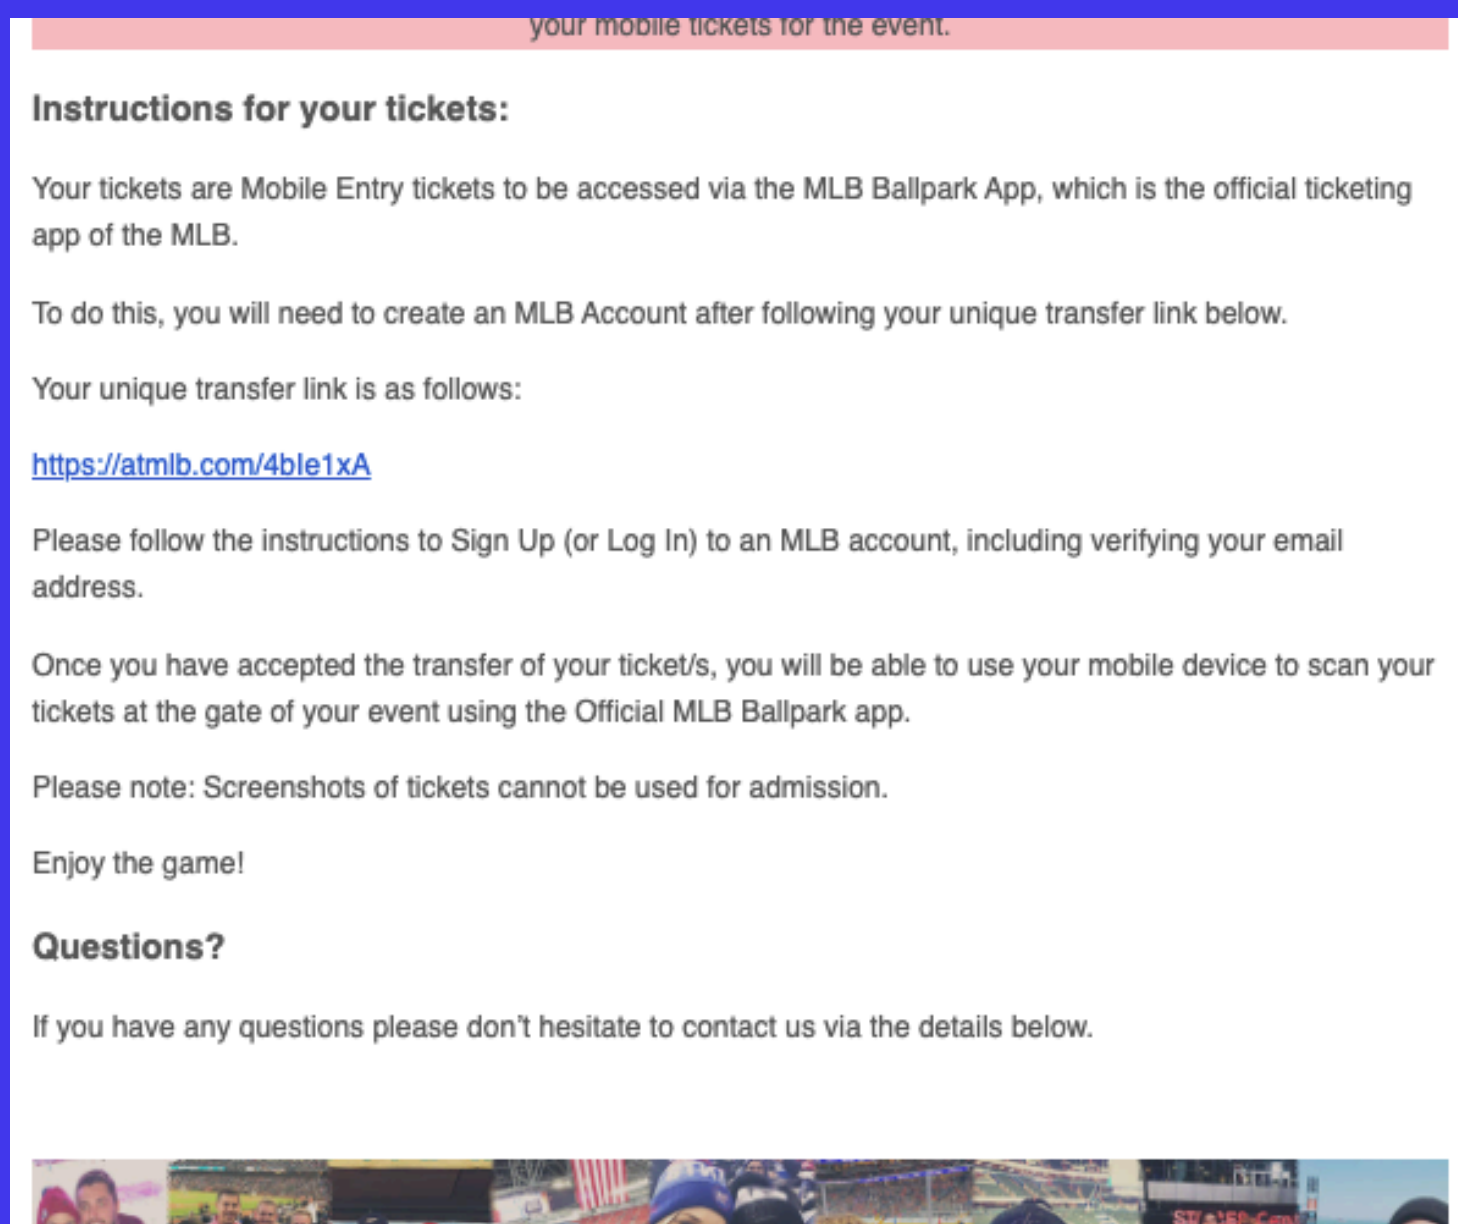 your mobile tickets for the event.
Instructions for your tickets:
Your tickets are Mobile Entry tickets to be accessed via the MLB Ballpark App, which is the official ticketing
app of the MLB.
To do this, you will need to create an MLB Account after following your unique transfer link below.
Your unique transfer link is as follows:
https://atmlb.com/4bIe1xA
Please follow the instructions to Sign Up (or Log In) to an MLB account, including verifying your email
address.
Once you have accepted the transfer of your ticket/s, you will be able to use your mobile device to scan your
tickets at the gate of your event using the Official MLB Ballpark app.
Please note: Screenshots of tickets cannot be used for admission.
Enjoy the game!
Questions?
If you have any questions please don't hesitate to contact us via the details below.